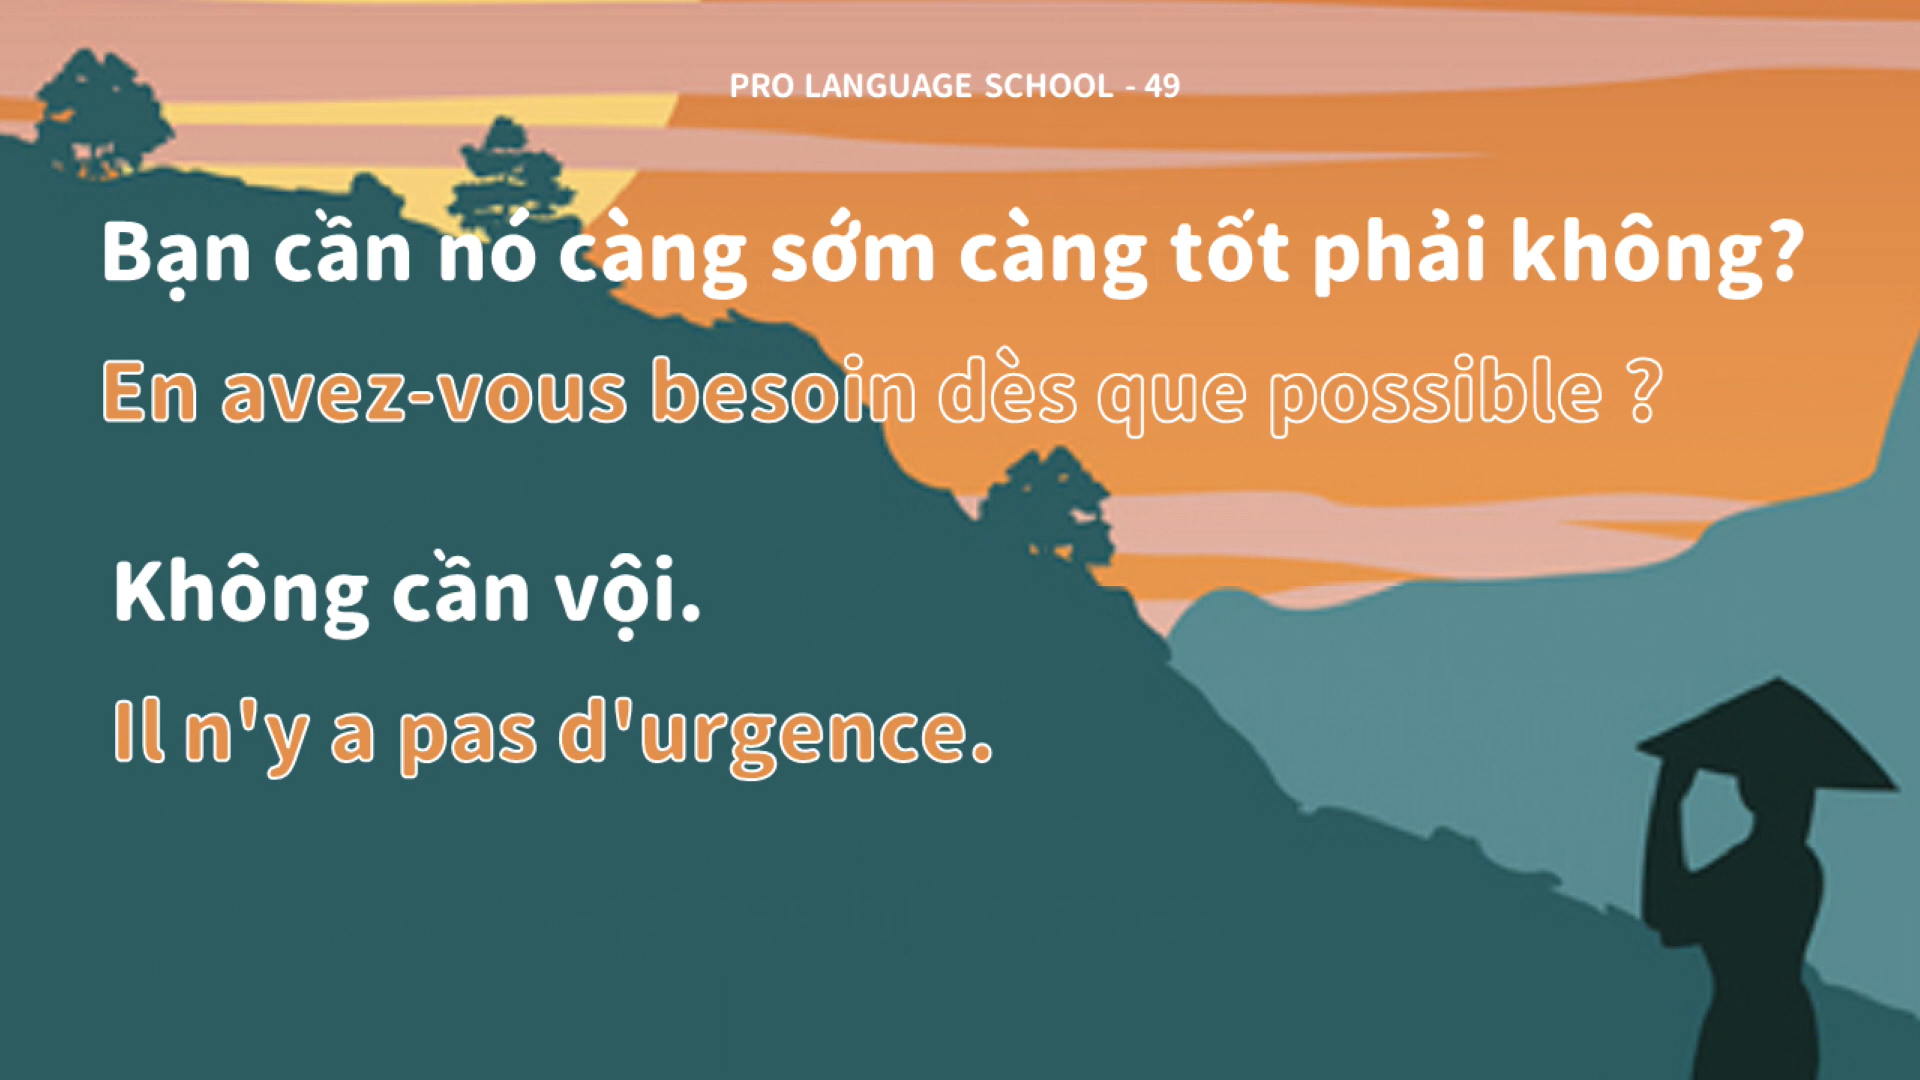 PRO LANGUAGE SCHOOL - 49
Bạn cần nó càng sớm càng tốt phải không?
En avez-vous besoin dès que possible ?
Không cần vội.
Il n'y a pas d'urgence.